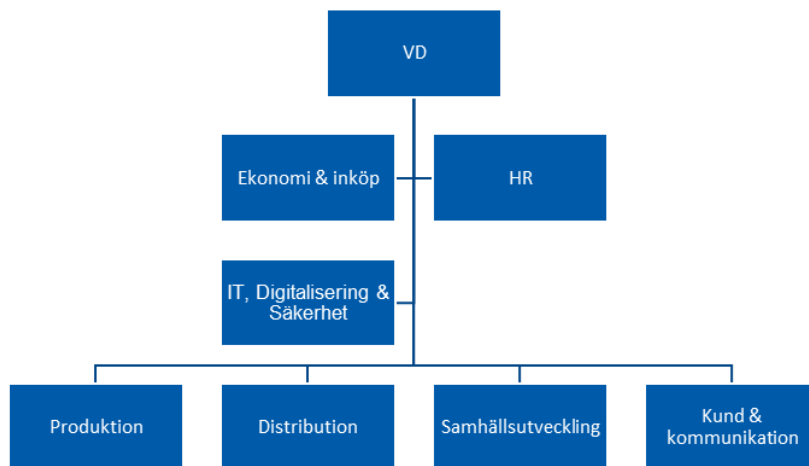 VD
Ekonomi & inköp
HR
IT, Digitalisering &
Säkerhet
Produktion
Distribution
Samhällsutveckling
Kund &
kommunikation